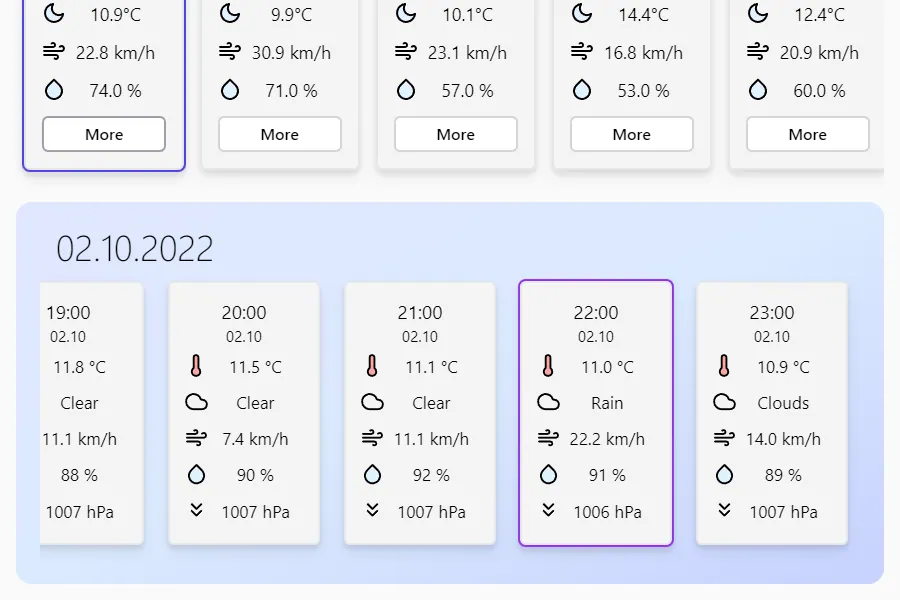 10.9°C 9.9°C 10.1°C 14.4°C 12.4°C
22.8 km/h 30.9 km/h 23.1 km/h 16.8 km/h 20.9 km/h
74.0 % 71.0 % 57.0 % 53.0 % 60.0 %
More More More More More
02.10.2022
19:00 20:00 21:00 22:00 23:00
02.10 02.10 02.10 02.10 02.10
11.8 °C 11.5 °C 11.1 °C 11.0 °C 10.9 °C
Clear Clear Clear Rain Clouds
11.1 km/h 7.4 km/h 11.1 km/h 22.2 km/h 14.0 km/h
88 % 90 % 92 % 91 % 89 %
1007 hPa 1007 hPa 1007 hPa 1006 hPa 1007 hPa